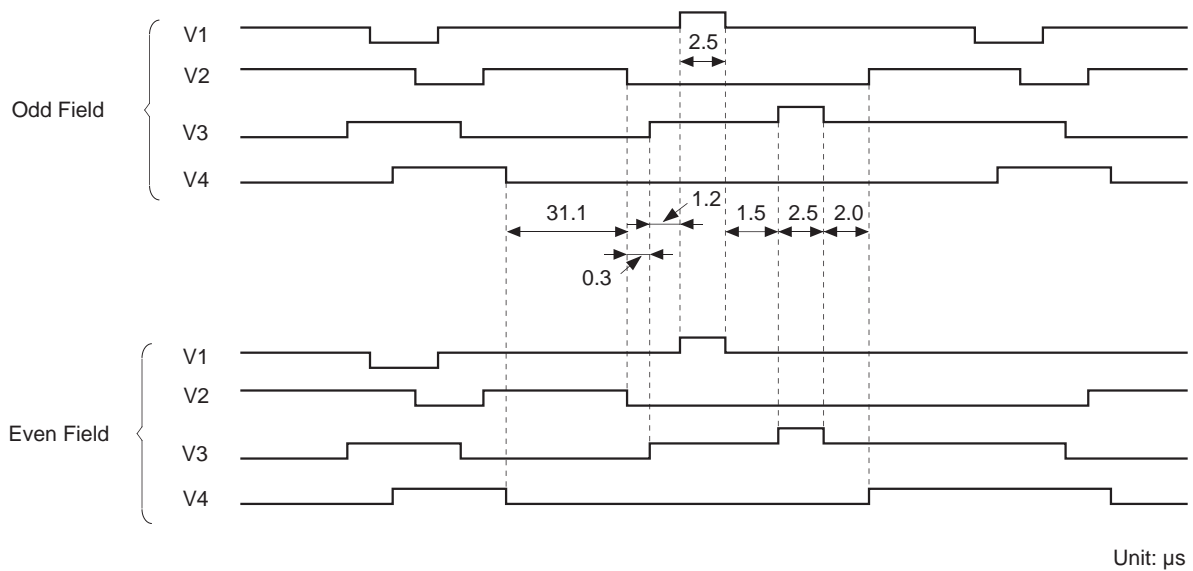 V1
2.5
V2
Odd Field
V3
V4
1.2
31.1
1.5 2.5 2.0
0.3
V1
V2
Even Field
V3
V4
Unit: µs